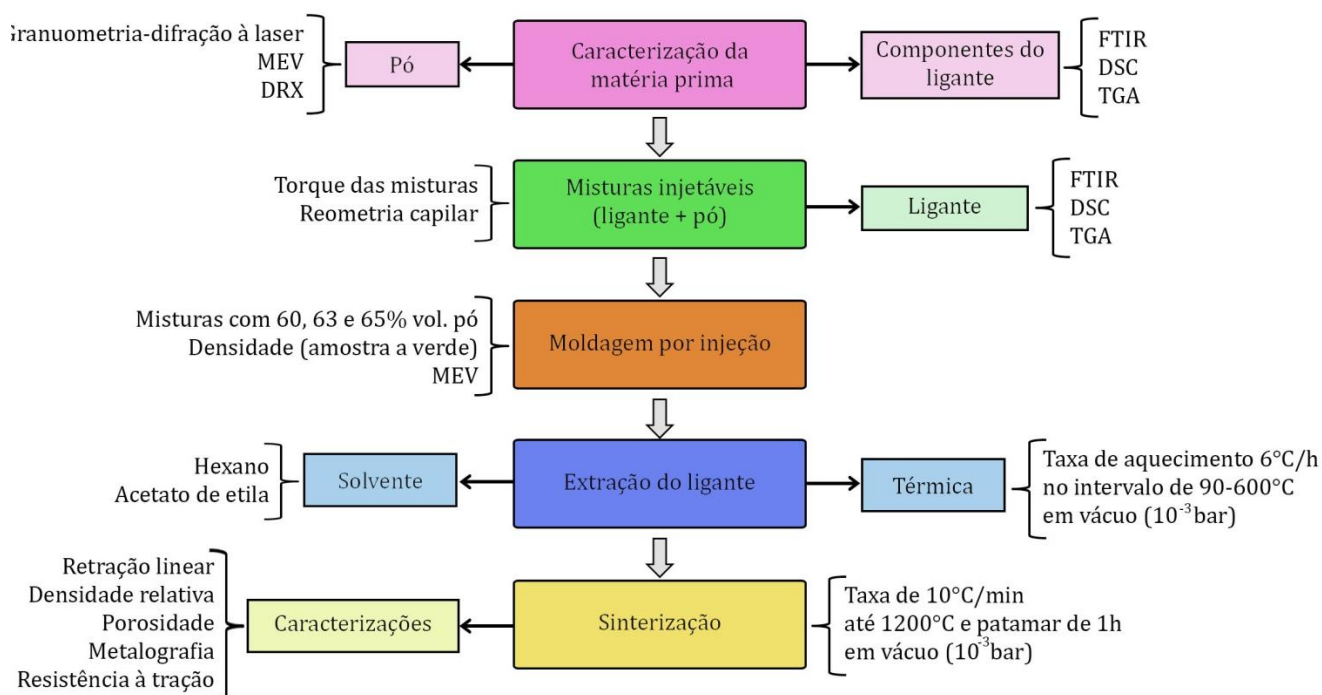 Granuometria-difração à laser
MEV
DRX
Pó
Caracterização da
matéria prima
Componentes do
ligante
FTIR
DSC
TGA
Torque das misturas
Reometria capilar
Misturas injetáveis
(ligante + pó)
Ligante
FTIR
DSC
TGA
Misturas com 60, 63 e 65% vol. pó
Densidade (amostra a verde)
MEV
Moldagem por injeção
Hexano
Acetato de etila
Solvente
Extração do ligante
Térmica
Taxa de aquecimento 6°C/h
no intervalo de 90-600°C
em vácuo (10⁻³bar)
Retração linear
Densidade relativa
Porosidade
Metalografia
Resistência à tração
Caracterizações
Sinterização
Taxa de 10°C/min
até 1200°C e patamar de 1h
em vácuo (10⁻³bar)